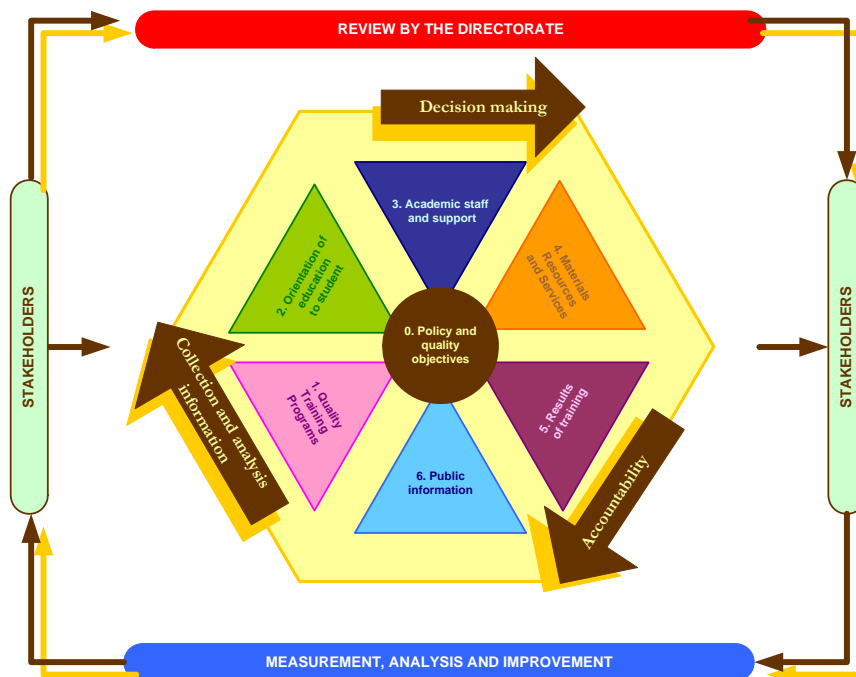 REVIEW BY THE DIRECTORATE
Decision making
3. Academic staff
and support
2. Orientation of
education
to student
4. Materials
Resources
and Services
STAKEHOLDERS
0. Policy and
quality
objectives
STAKEHOLDERS
Collection and analysis
information
1. Quality
Training
Programs
5. Results
of training
6. Public
information
Accountability
MEASUREMENT, ANALYSIS AND IMPROVEMENT